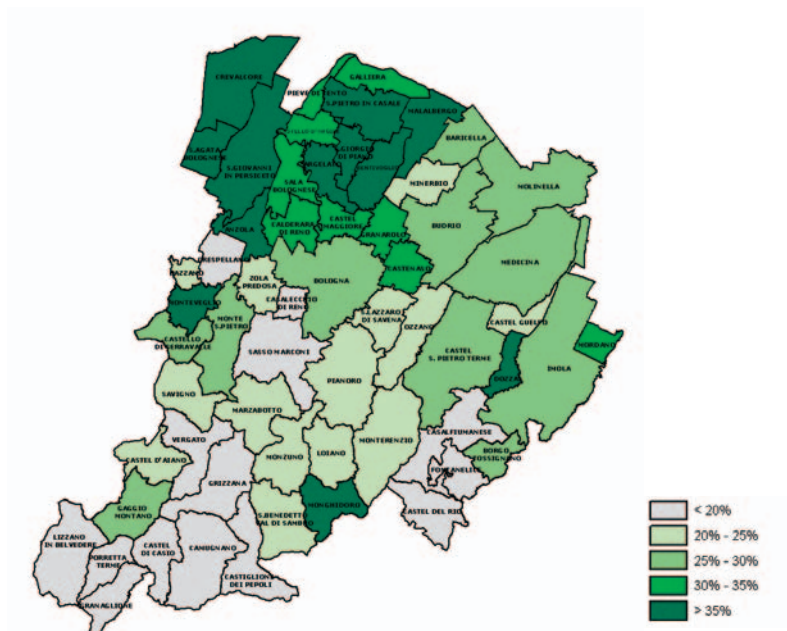 CREVALCORE
GALLIERA
PIEVE DI CENTO
S.PIETRO IN CASALE
MALALBERGO
BARICELLA
S.AGATA
BOLOGNESE
S.GIOVANNI
IN PERSICETO
S.GIORGIO
DI PIANO
ARGELATO
MINERBIO
MOLINELLA
SALA
BOLOGNESE
ANZOLA
CALDERARA
DI RENO
CASTEL
MAGGIORE
GRANAROLO
BUDRIO
CRESPELLANO
CASTENASO
MEDICINA
BAZZANO
ZOLA
PREDOSA
BOLOGNA
MONTEVEGLIO
CASALECCHIO
DI RENO
MONTE
S.PIETRO
S.LAZZARO
DI SAVENA
OZZANO
CASTEL GUELFO
CASTELLO
DI SERRAVALLE
SASSO MARCONI
CASTEL
S. PIETRO TERME
MORDANO
DOZZA
IMOLA
PIANORO
SAVIGNO
MARZABOTTO
VERGATO
MONTERENZIO
CASALFIUMANESE
CASTEL D'AIANO
MONZUNO
LOIANO
BORGO
TOSSIGNANO
FONTANELICE
GRIZZANA
GAGGIO
MONTANO
MONGHIDORO
S.BENEDETTO
VAL DI SAMBRO
CASTEL DEL RIO
LIZZANO
IN BELVEDERE
CASTEL
DI CASIO
CAMUGNANO
PORRETTA
TERME
CASTIGLIONE
DEI PEPOLI
GRANAGLIONE
< 20%
20% - 25%
25% - 30%
30% - 35%
> 35%